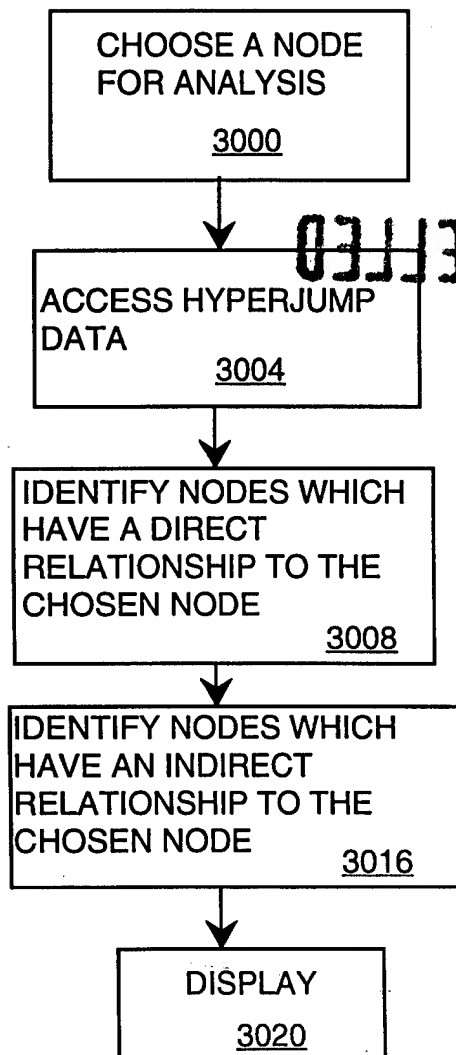 CHOOSE A NODE
FOR ANALYSIS
3000
ACCESS HYPERJUMP
DATA
3004
IDENTIFY NODES WHICH
HAVE A DIRECT
RELATIONSHIP TO THE
CHOSEN NODE
3008
IDENTIFY NODES WHICH
HAVE AN INDIRECT
RELATIONSHIP TO THE
CHOSEN NODE
3016
DISPLAY
3020